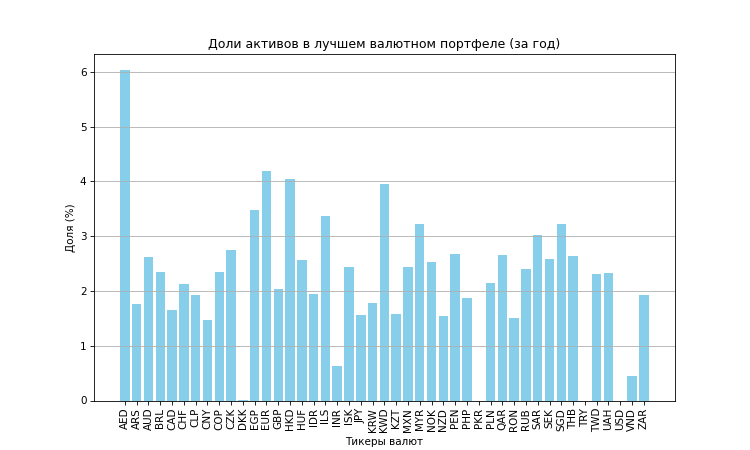 Доли активов в лучшем валютном портфеле (за год)
Доля (%)
6
5
4
3
2
1
0
AED
ARS
AUD
BRL
CAD
CHF
CLP
CNY
COP
CZK
DKK
EGP
EUR
GBP
HKD
HUF
IDR
ILS
INR
ISK
JPY
KRW
KWD
KZT
MXN
MYR
NOK
NZD
PEN
PHP
PKR
PLN
QAR
RON
RUB
SAR
SEK
SGD
THB
TRY
TWD
UAH
USD
VND
ZAR
Тикеры валют